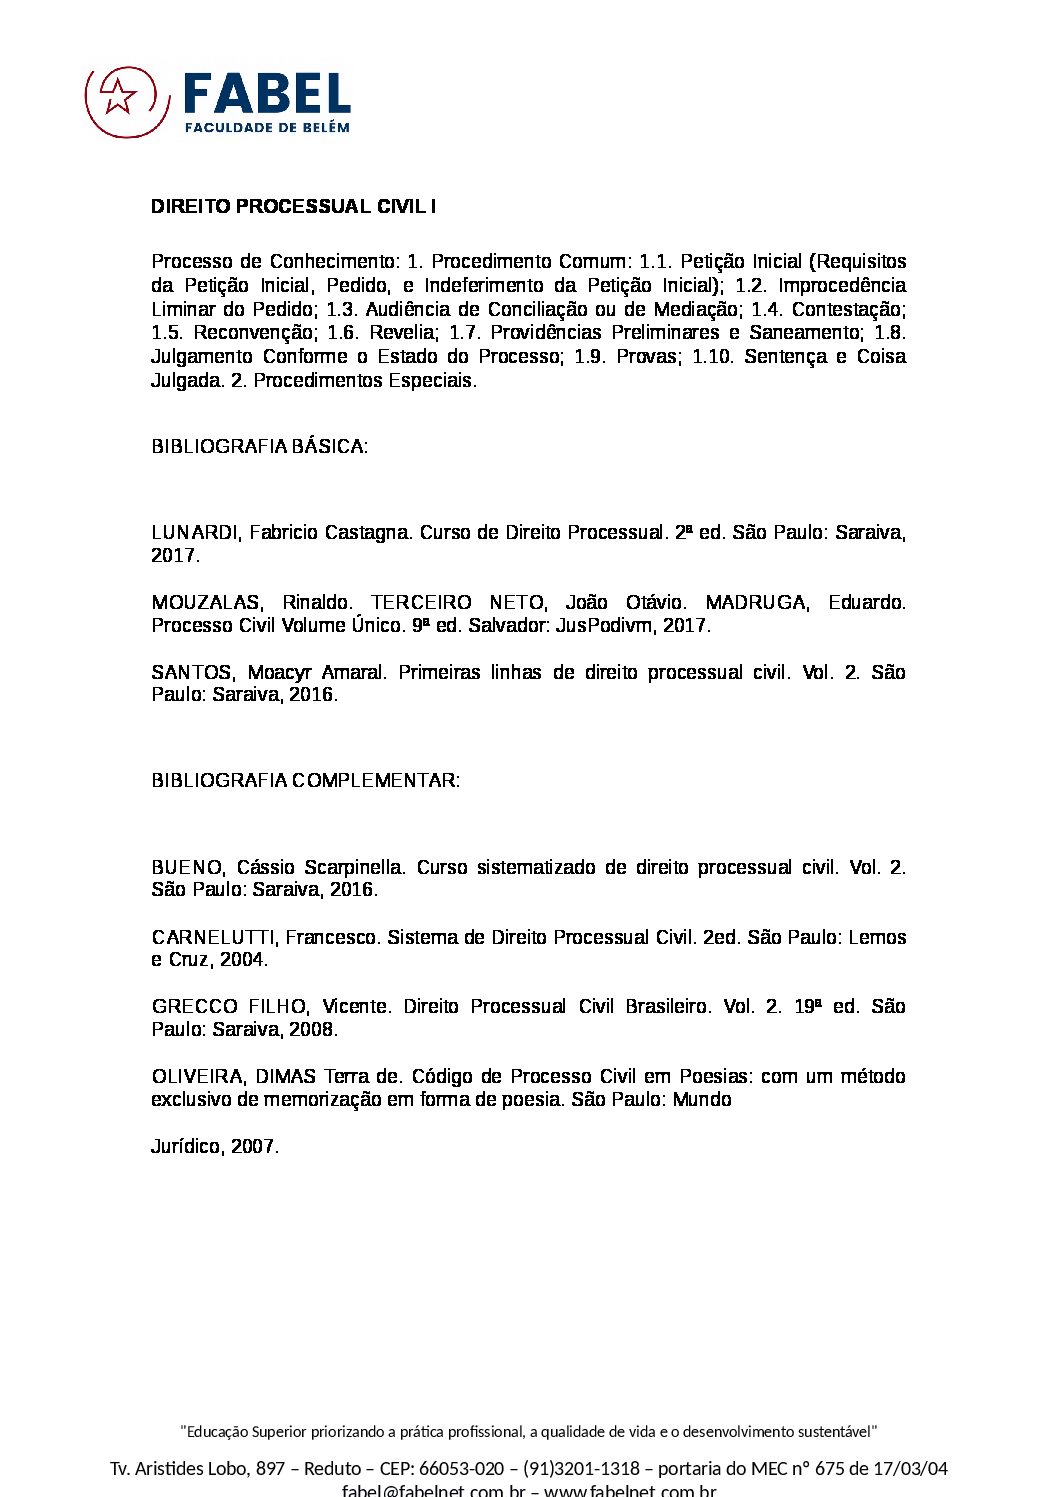 FABEL
FACULDADE DE BELÉM
DIREITO PROCESSUAL CIVIL I
Processo de Conhecimento: 1. Procedimento Comum: 1.1. Petição Inicial (Requisitos
da Petição Inicial, Pedido, e Indeferimento da Petição Inicial); 1.2. Improcedência
Liminar do Pedido; 1.3. Audiência de Conciliação ou de Mediação; 1.4. Contestação;
1.5. Reconvenção; 1.6. Revelia; 1.7. Providências Preliminares e Saneamento; 1.8.
Julgamento Conforme o Estado do Processo; 1.9. Provas; 1.10. Sentença e Coisa
Julgada. 2. Procedimentos Especiais.
BIBLIOGRAFIA BÁSICA:
LUNARDI, Fabricio Castagna. Curso de Direito Processual. 2ª ed. São Paulo: Saraiva,
2017.
MOUZALAS, Rinaldo. TERCEIRO NETO, João Otávio. MADRUGA, Eduardo.
Processo Civil Volume Único. 9ª ed. Salvador: JusPodivm, 2017.
SANTOS, Moacyr Amaral. Primeiras linhas de direito processual civil. Vol. 2. São
Paulo: Saraiva, 2016.
BIBLIOGRAFIA COMPLEMENTAR:
BUENO, Cássio Scarpinella. Curso sistematizado de direito processual civil. Vol. 2.
São Paulo: Saraiva, 2016.
CARNELUTTI, Francesco. Sistema de Direito Processual Civil. 2ed. São Paulo: Lemos
e Cruz, 2004.
GRECCO FILHO, Vicente. Direito Processual Civil Brasileiro. Vol. 2. 19ª ed. São
Paulo: Saraiva, 2008.
OLIVEIRA, DIMAS Terra de. Código de Processo Civil em Poesias: com um método
exclusivo de memorização em forma de poesia. São Paulo: Mundo
Jurídico, 2007.
"Educação Superior priorizando a prática profissional, a qualidade de vida e o desenvolvimento sustentável"
Tv. Aristides Lobo, 897 – Reduto – CEP: 66053-020 – (91)3201-1318 – portaria do MEC nº 675 de 17/03/04
fabel@fabelnet.com.br – www.fabelnet.com.br